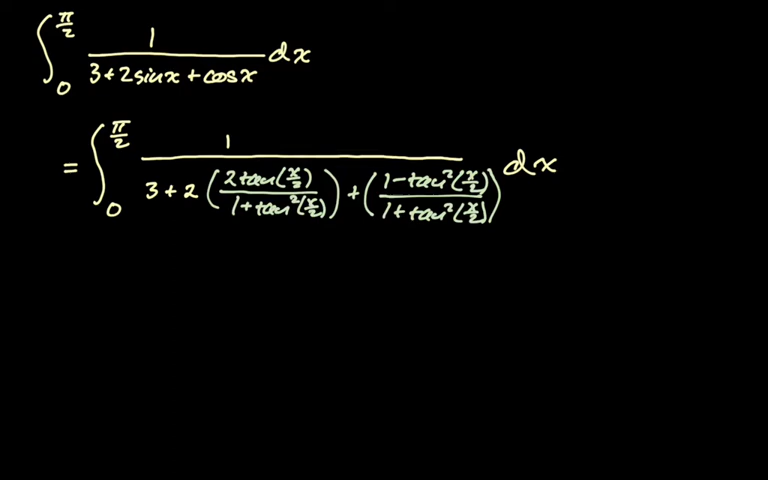 ∫₀^(π/2) 1/(3+2sinx+cosx) dx
= ∫₀^(π/2) 1/(3+2((2tan(x/2))/(1+tan²(x/2)))+((1-tan²(x/2))/(1+tan²(x/2)))) dx